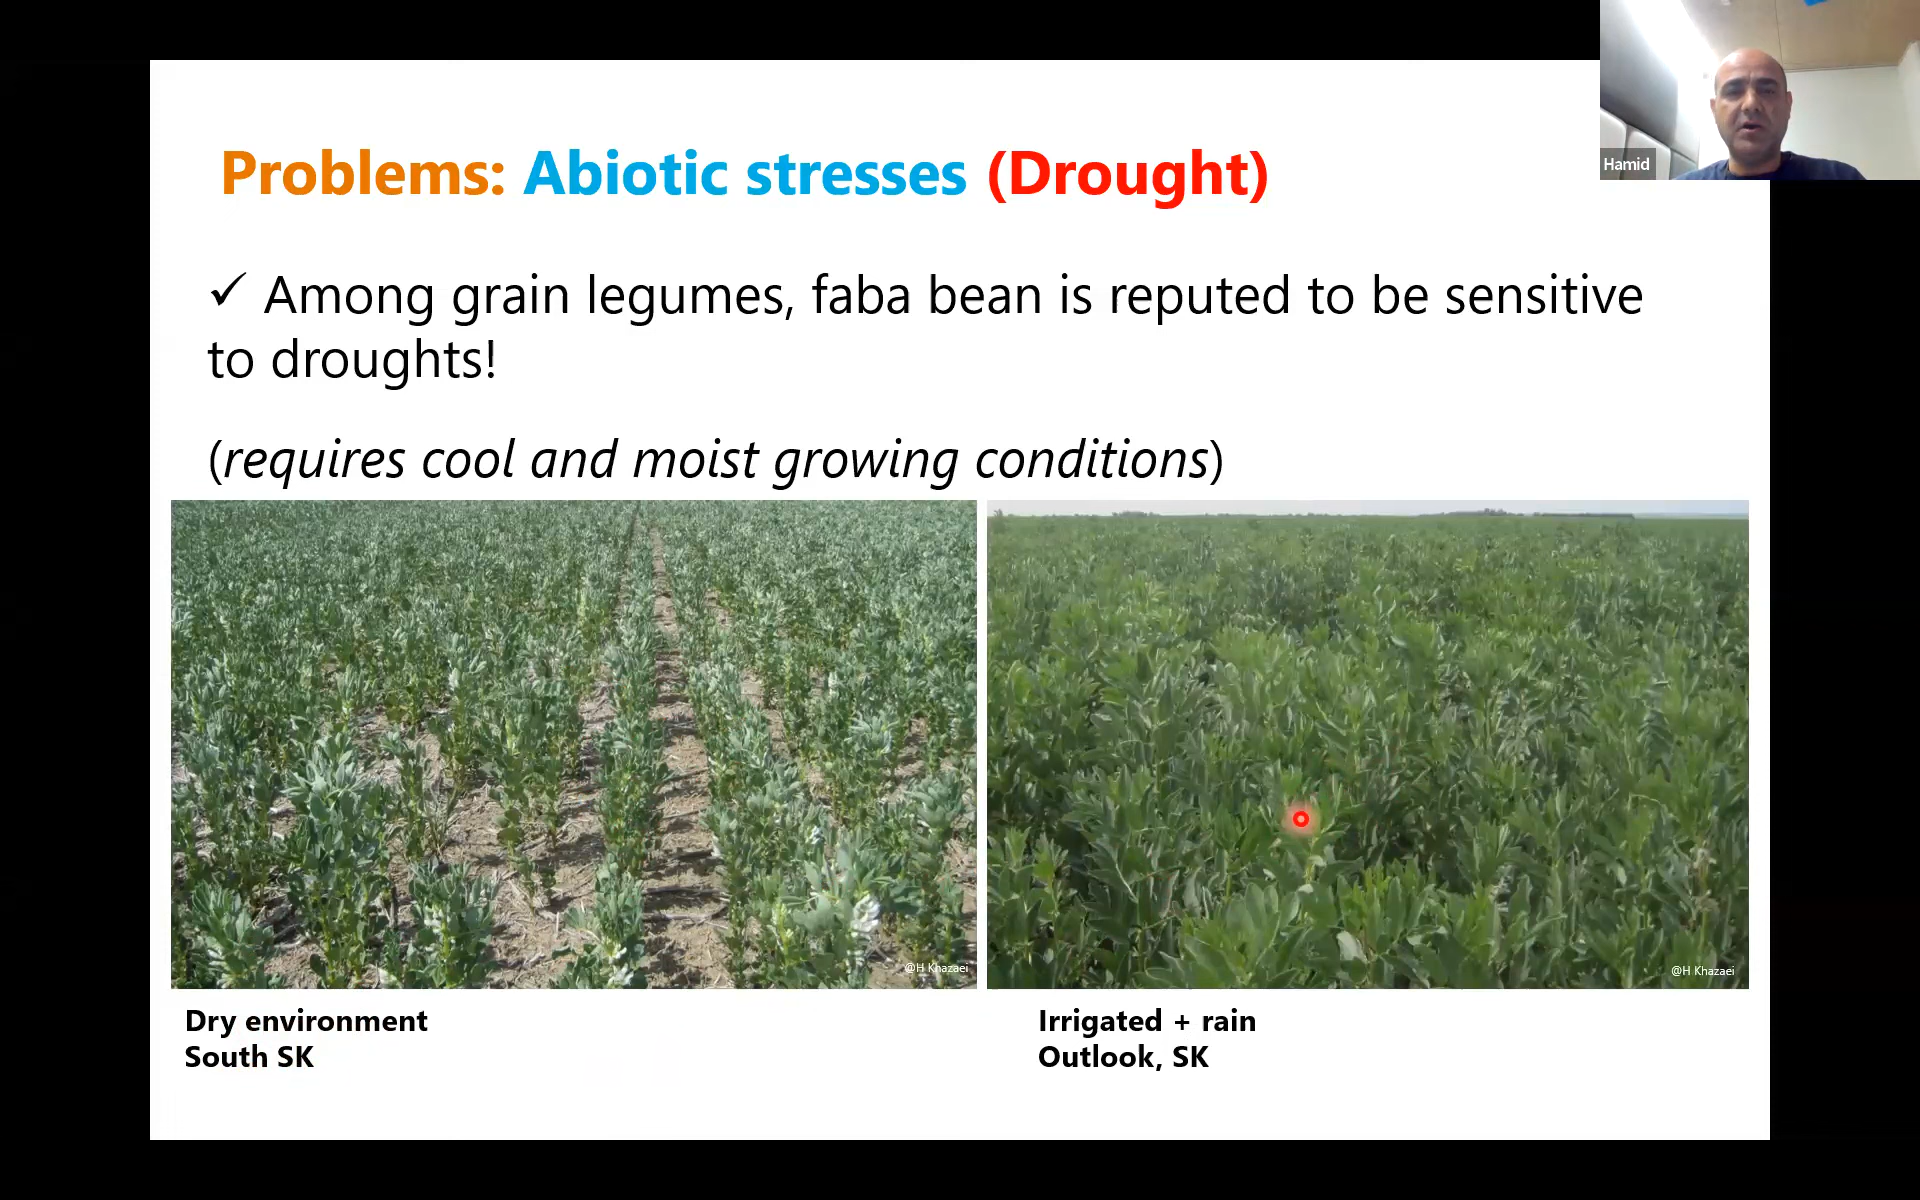 Hamid
Problems: Abiotic stresses (Drought)
✓ Among grain legumes, faba bean is reputed to be sensitive
to droughts!
(requires cool and moist growing conditions)
@H Khazaei
@H Khazaei
Dry environment
South SK
Irrigated + rain
Outlook, SK